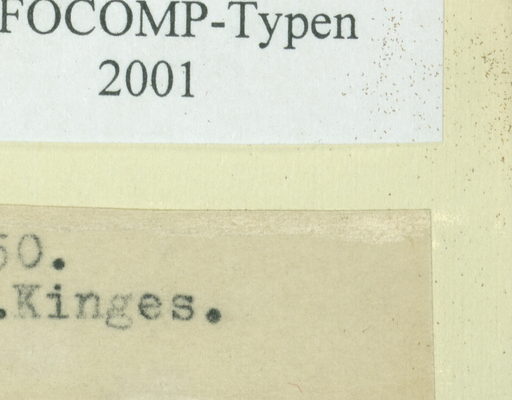 FOCOMP-Typen
2001
50.
.Kinges.